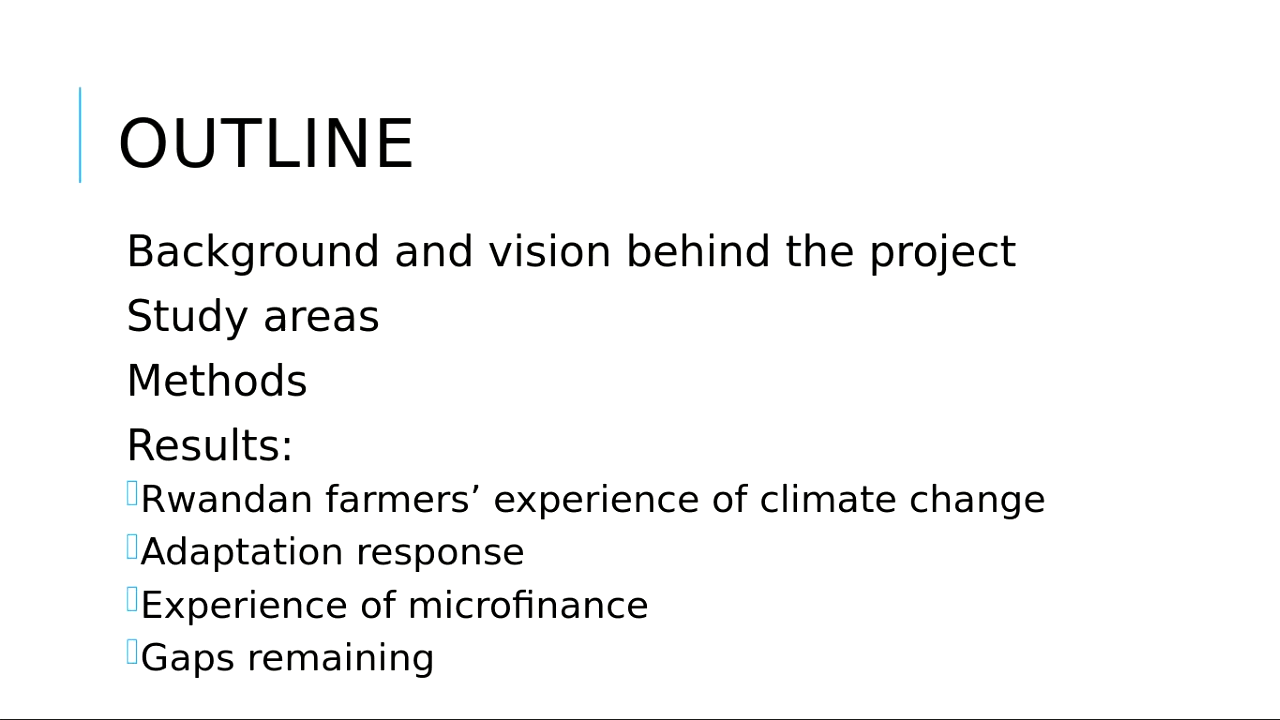 OUTLINE
Background and vision behind the project
Study areas
Methods
Results:
Rwandan farmers’ experience of climate change
Adaptation response
Experience of microfinance
Gaps remaining